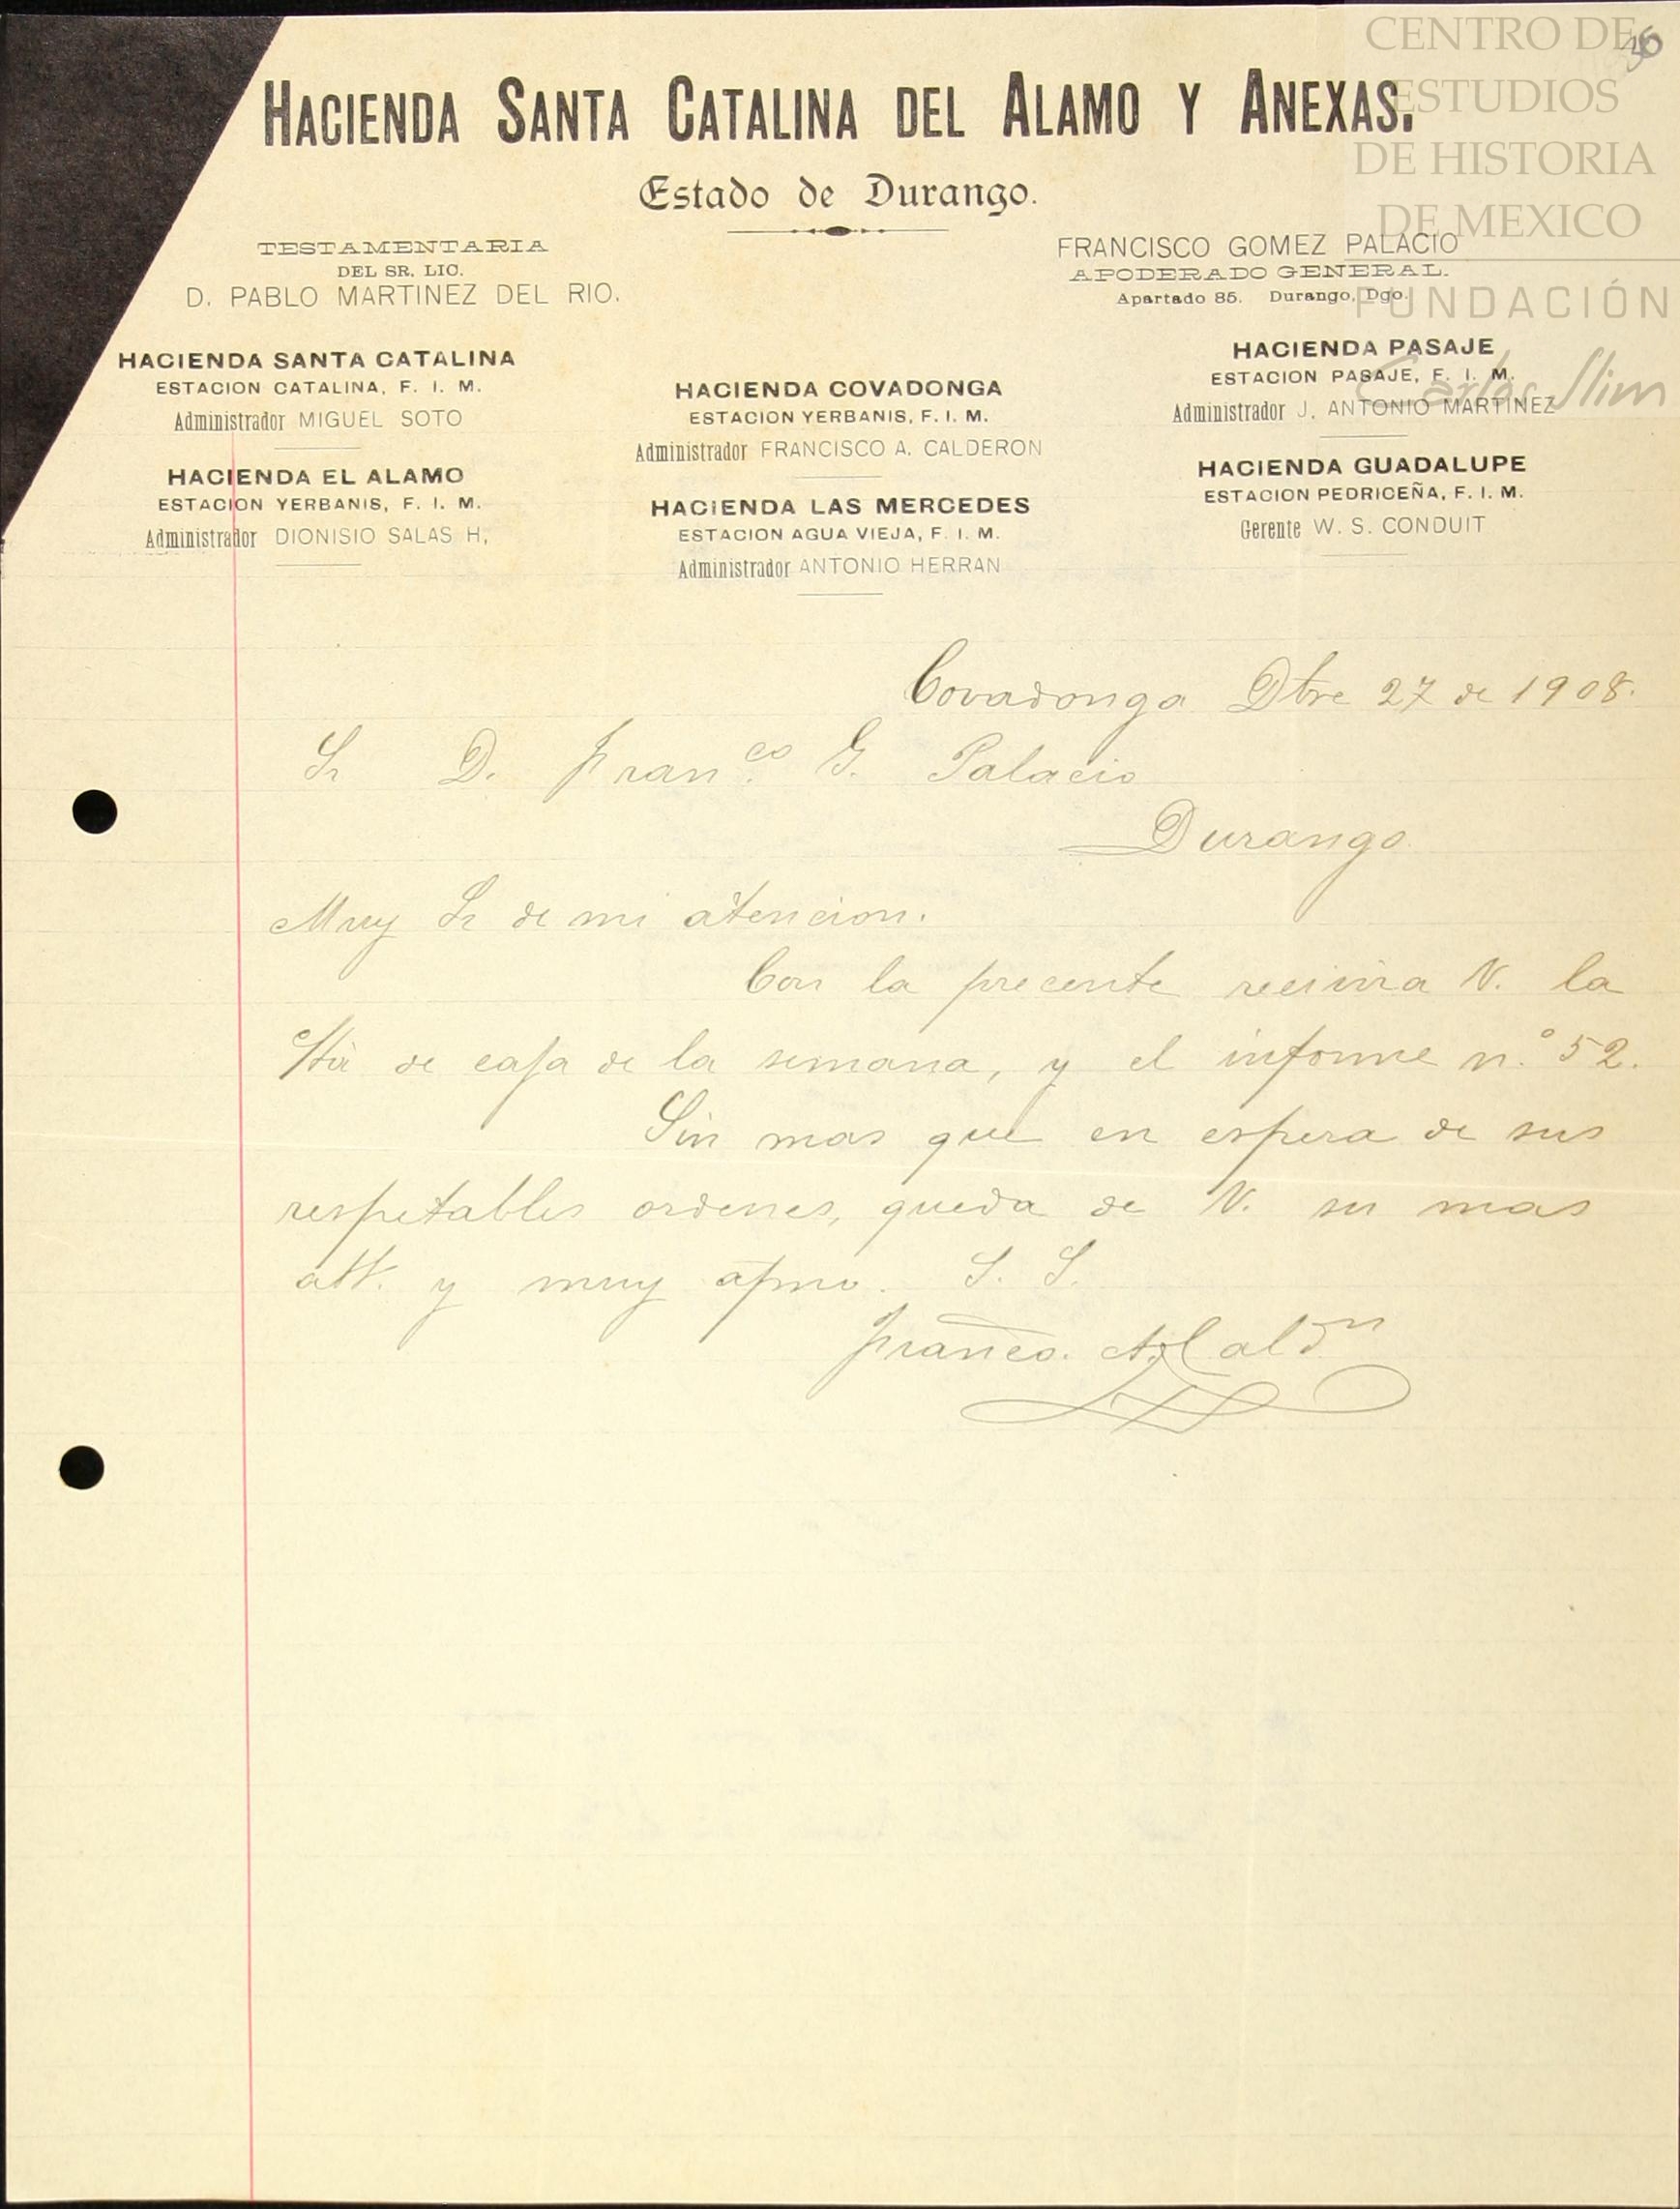 CENTRO DE
ESTUDIOS
DE HISTORIA
DE MEXICO
FUNDACIÓN
Carlos Slim
36
HACIENDA SANTA CATALINA DEL ALAMO Y ANEXAS.
Estado de Durango.
TESTAMENTARIA
DEL SR. LIC.
D. PABLO MARTINEZ DEL RIO.
FRANCISCO GOMEZ PALACIO
APODERADO GENERAL.
Apartado 85. Durango, Dgo.
HACIENDA SANTA CATALINA
ESTACION CATALINA, F. I. M.
Administrador MIGUEL SOTO
HACIENDA EL ALAMO
ESTACION YERBANIS, F. I. M.
Administrador DIONISIO SALAS H,
HACIENDA COVADONGA
ESTACION YERBANIS, F. I. M.
Administrador FRANCISCO A. CALDERON
HACIENDA LAS MERCEDES
ESTACION AGUA VIEJA, F. I. M.
Administrador ANTONIO HERRAN
HACIENDA PASAJE
ESTACION PASAJE, F. I. M.
Administrador J. ANTONIO MARTINEZ
HACIENDA GUADALUPE
ESTACION PEDRICEÑA, F. I. M.
Gerente W. S. CONDUIT
Covadonga Dbre 27 de 1908.
Sr D. Franco. G. Palacio
Durango.
Muy Sr de mi atencion.
Con la precente recivira V. la
de caja de la semana, y el informe n.° 52.
Sin mas que en espera de sus
respetables ordenes, queda de V. su mas
att. y muy afmo. S. S.
Franco. A. Caldn